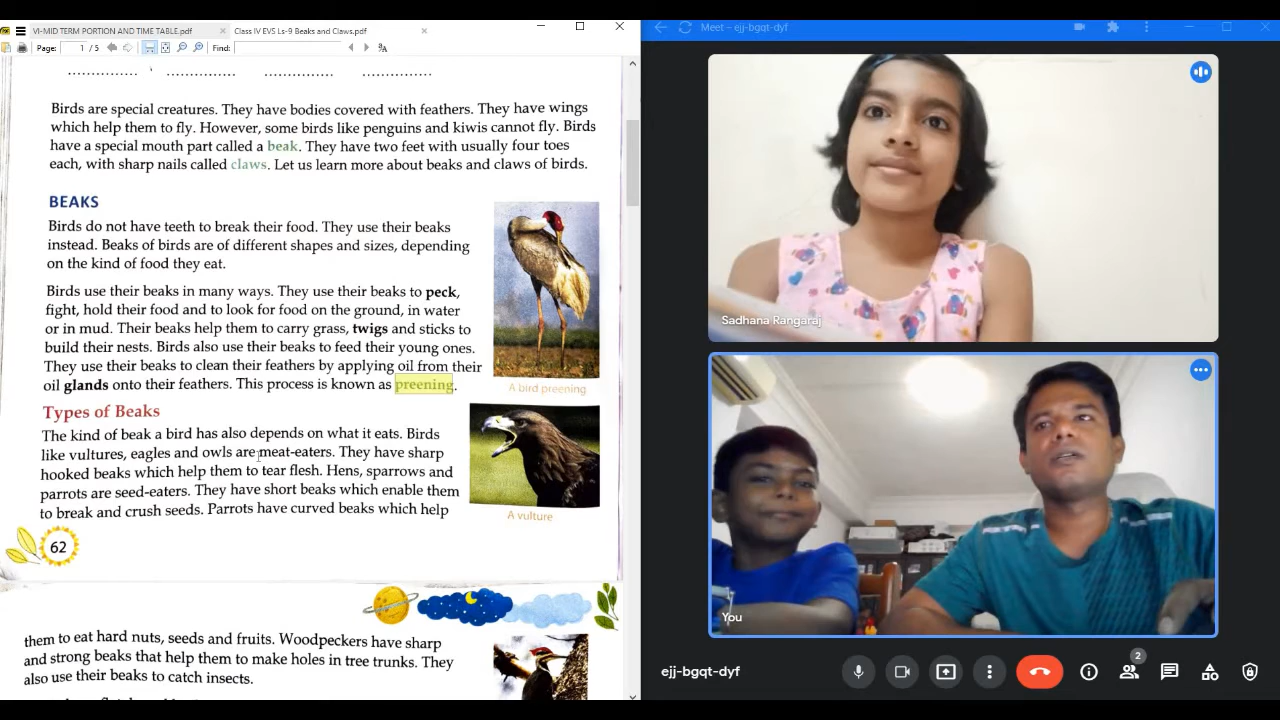 VI-MID TERM PORTION AND TIME TABLE.pdf
Class IV EVS Ls-9 Beaks and Claws.pdf
Page: 1 / 5
Find:
Birds are special creatures. They have bodies covered with feathers. They have wings
which help them to fly. However, some birds like penguins and kiwis cannot fly. Birds
have a special mouth part called a beak. They have two feet with usually four toes
each, with sharp nails called claws. Let us learn more about beaks and claws of birds.
BEAKS
Birds do not have teeth to break their food. They use their beaks
instead. Beaks of birds are of different shapes and sizes, depending
on the kind of food they eat.
Birds use their beaks in many ways. They use their beaks to peck,
fight, hold their food and to look for food on the ground, in water
or in mud. Their beaks help them to carry grass, twigs and sticks to
build their nests. Birds also use their beaks to feed their young ones.
They use their beaks to clean their feathers by applying oil from their
oil glands onto their feathers. This process is known as preening.
A bird preening
Types of Beaks
The kind of beak a bird has also depends on what it eats. Birds
like vultures, eagles and owls are meat-eaters. They have sharp
hooked beaks which help them to tear flesh. Hens, sparrows and
parrots are seed-eaters. They have short beaks which enable them
to break and crush seeds. Parrots have curved beaks which help
A vulture
62
them to eat hard nuts, seeds and fruits. Woodpeckers have sharp
and strong beaks that help them to make holes in tree trunks. They
also use their beaks to catch insects.
Meet – ejj-bgqt-dyf
Sadhana Rangaraj
You
ejj-bgqt-dyf
2